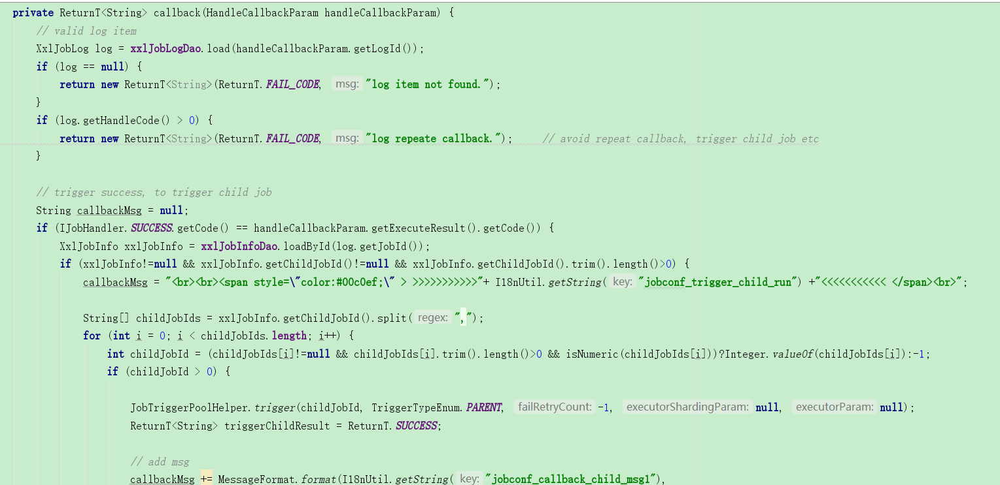 private ReturnT<String> callback(HandleCallbackParam handleCallbackParam) {
// valid log item
XxlJobLog log = xxlJobLogDao.load(handleCallbackParam.getLogId());
if (log == null) {
return new ReturnT<String>(ReturnT.FAIL_CODE, msg: "log item not found.");
}
if (log.getHandleCode() > 0) {
return new ReturnT<String>(ReturnT.FAIL_CODE, msg: "log repeate callback."); // avoid repeat callback, trigger child job etc
}
// trigger success, to trigger child job
String callbackMsg = null;
if (IJobHandler.SUCCESS.getCode() == handleCallbackParam.getExecuteResult().getCode()) {
XxlJobInfo xxlJobInfo = xxlJobInfoDao.loadById(log.getJobId());
if (xxlJobInfo!=null && xxlJobInfo.getChildJobId()!=null && xxlJobInfo.getChildJobId().trim().length()>0) {
callbackMsg = "<br><br><span style=\"color:#00c0ef;\" > >>>>>>>>>>>"+ I18nUtil.getString( key: "jobconf_trigger_child_run") +"<<<<<<<<<<< </span><br>";
String[] childJobIds = xxlJobInfo.getChildJobId().split( regex: ",");
for (int i = 0; i < childJobIds.length; i++) {
int childJobId = (childJobIds[i]!=null && childJobIds[i].trim().length()>0 && isNumeric(childJobIds[i]))?Integer.valueOf(childJobIds[i]):-1;
if (childJobId > 0) {
JobTriggerPoolHelper.trigger(childJobId, TriggerTypeEnum.PARENT, failRetryCount: -1, executorShardingParam: null, executorParam: null);
ReturnT<String> triggerChildResult = ReturnT.SUCCESS;
// add msg
callbackMsg += MessageFormat.format(I18nUtil.getString( key: "jobconf_callback_child_msg1"),